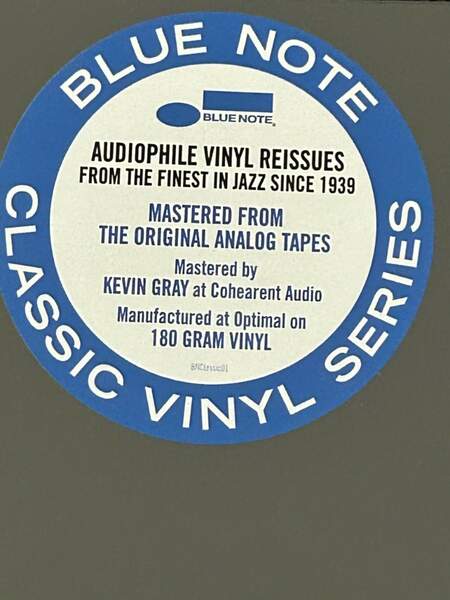 BLUE NOTE
BLUE NOTE®
AUDIOPHILE VINYL REISSUES
FROM THE FINEST IN JAZZ SINCE 1939
MASTERED FROM
THE ORIGINAL ANALOG TAPES
Mastered by
KEVIN GRAY at Cohearent Audio
Manufactured at Optimal on
180 GRAM VINYL
CLASSIC VINYL SERIES